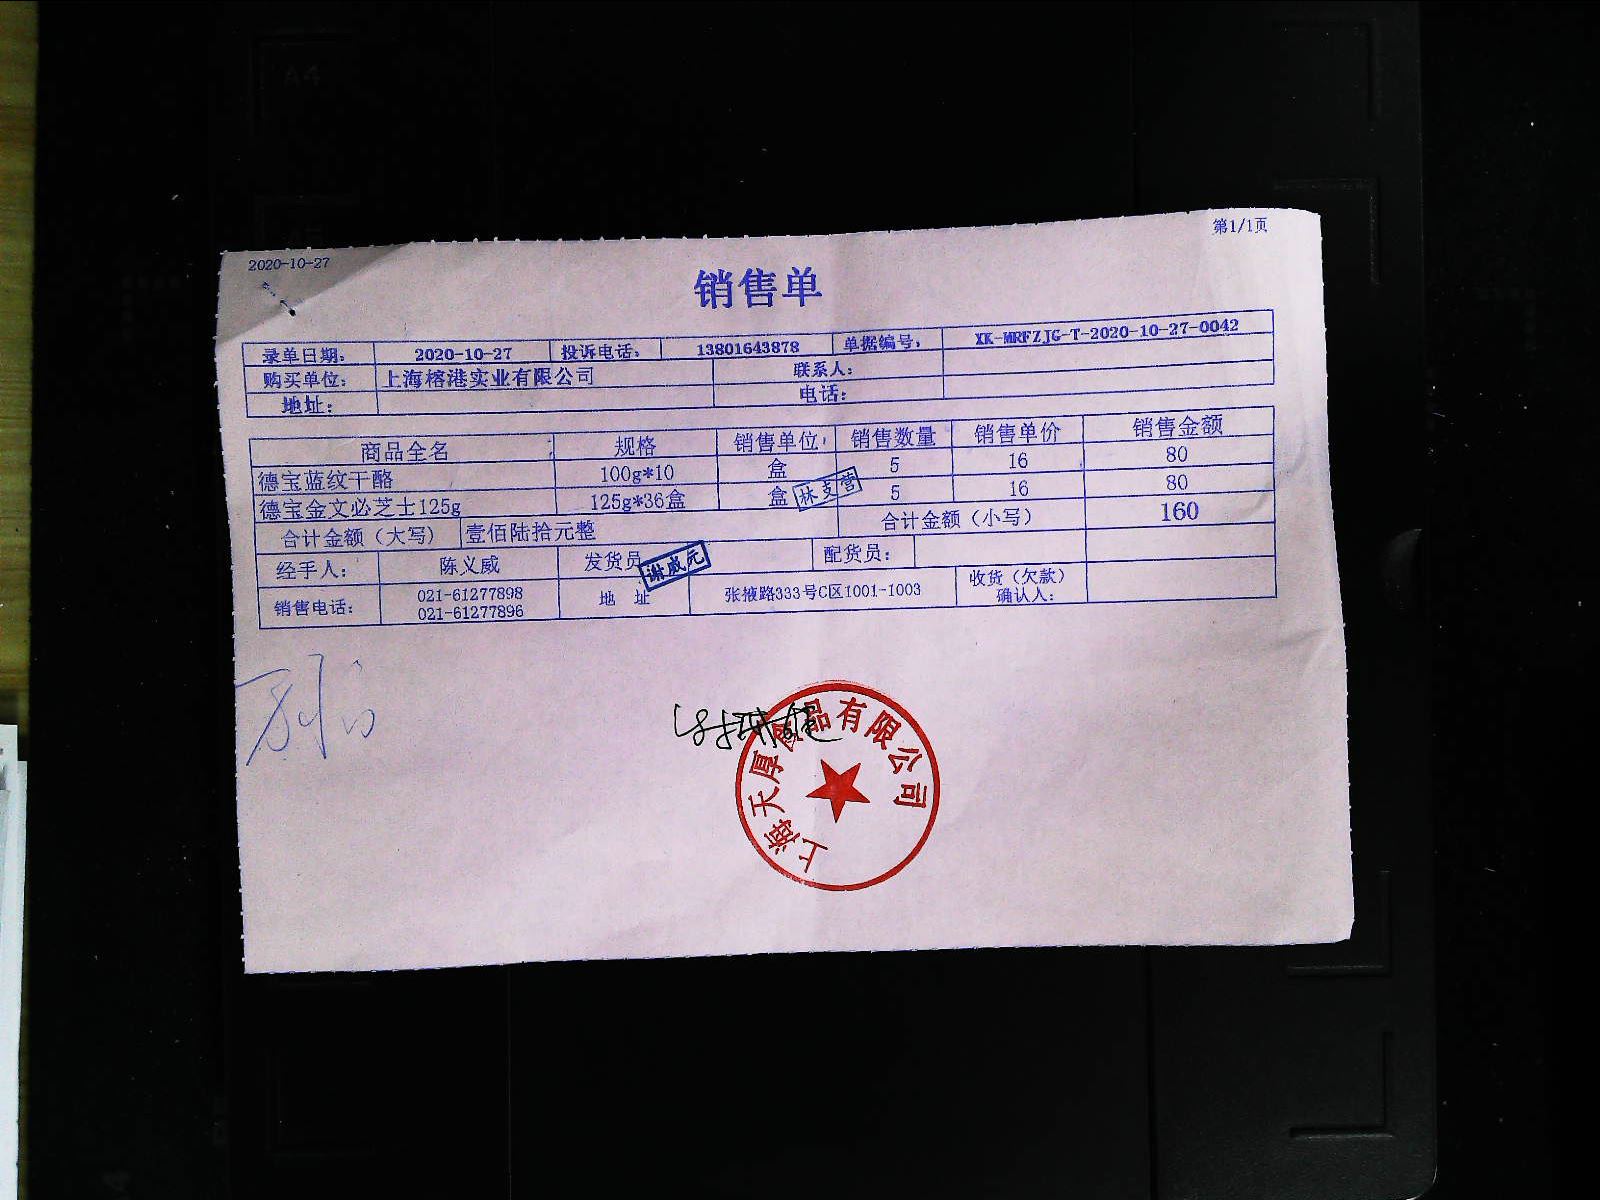 第1/1页
2020-10-27
销售单
录单日期: 2020-10-27 投诉电话: 13801643878 单据编号: XK-MRFZJG-T-2020-10-27-0042
购买单位: 上海榕港实业有限公司 联系人:
地址: 电话:
商品全名 规格 销售单位 销售数量 销售单价 销售金额
德宝蓝纹干酪 100g*10 盒 5 16 80
德宝金文必芝士125g 125g*36盒 盒 5 16 80
林支营
合计金额（大写） 壹佰陆拾元整 合计金额（小写） 160
经手人: 陈义威 发货员 谢威元 配货员:
销售电话: 021-61277898 地 址 张掖路333号C区1001-1003 收货（欠款）
021-61277896 确认人:
上海天厚食品有限公司